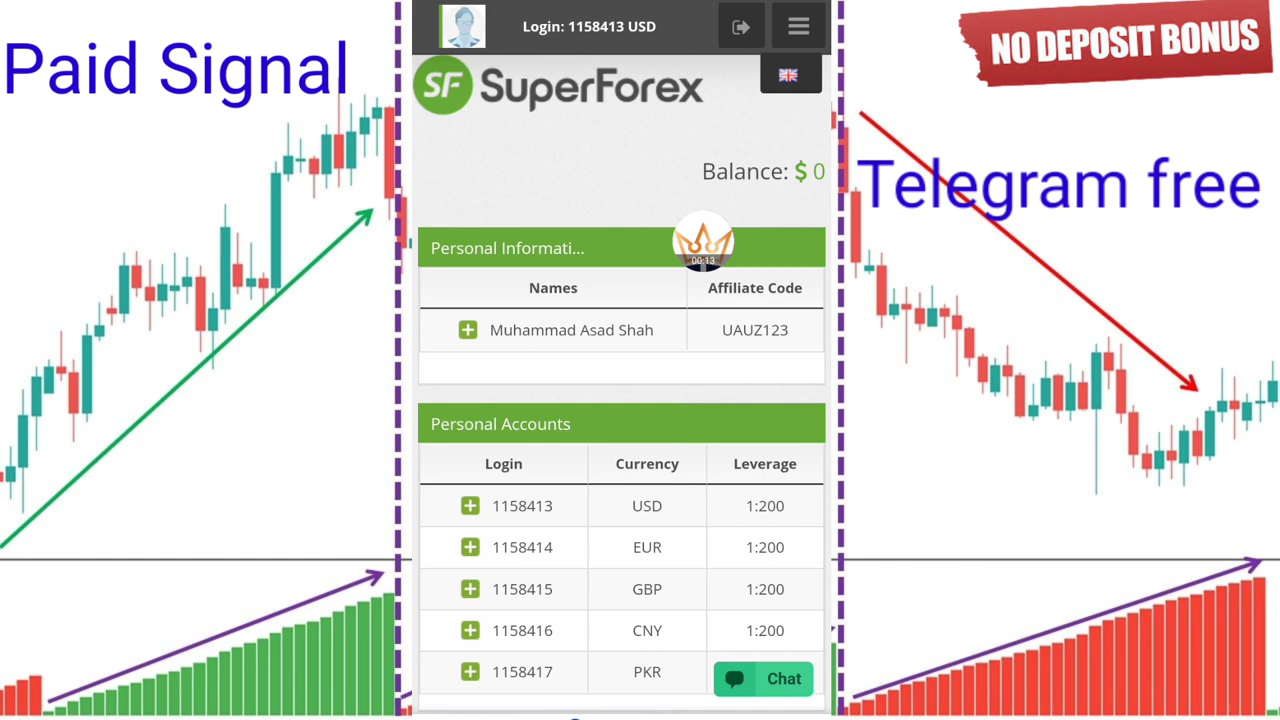 Paid Signal
Login: 1158413 USD
SF SuperForex
Balance: $ 0
Personal Informati...
00:13
Names Affiliate Code
Muhammad Asad Shah UAUZ123
Personal Accounts
Login Currency Leverage
1158413 USD 1:200
1158414 EUR 1:200
1158415 GBP 1:200
1158416 CNY 1:200
1158417 PKR
Chat
NO DEPOSIT BONUS
Telegram free